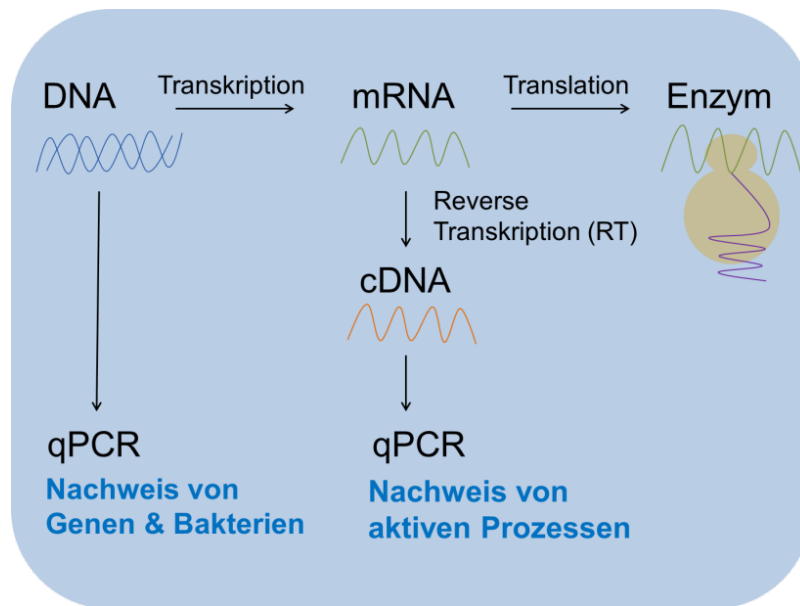 Transkription
Translation
DNA
mRNA
Enzym
Reverse
Transkription (RT)
cDNA
qPCR
Nachweis von
Genen & Bakterien
qPCR
Nachweis von
aktiven Prozessen